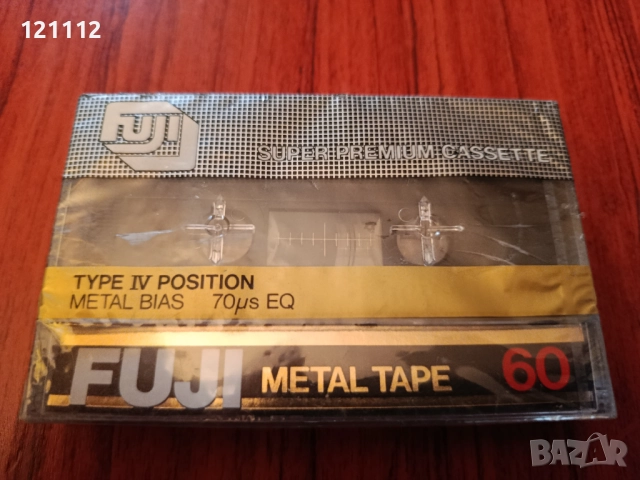 121112
FUJI
SUPER PREMIUM CASSETTE
TYPE IV POSITION
METAL BIAS 70µs EQ
FUJI METAL TAPE 60
BAZAR